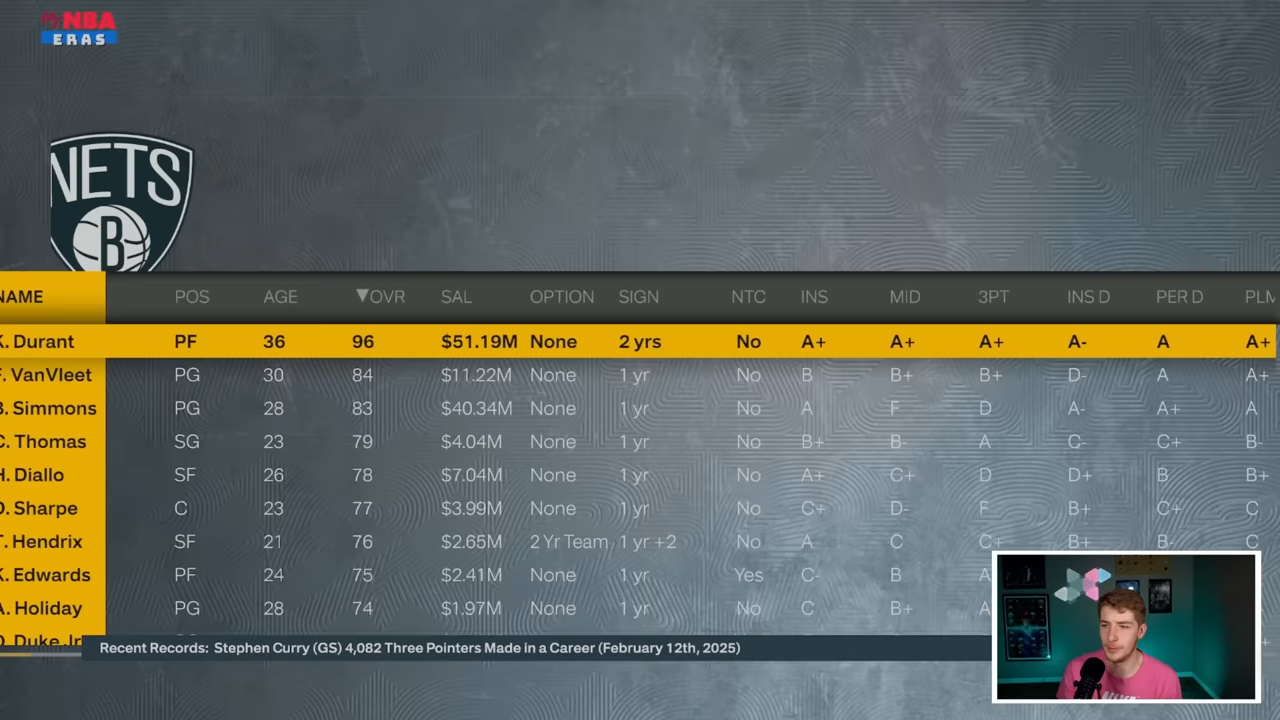 NBA
ERAS
NETS
B
NAME POS AGE ▼OVR SAL OPTION SIGN NTC INS MID 3PT INS D PER D PLM
K. Durant PF 36 96 $51.19M None 2 yrs No A+ A+ A+ A- A A+
F. VanVleet PG 30 84 $11.22M None 1 yr No B B+ B+ D- A A+
B. Simmons PG 28 83 $40.34M None 1 yr No A F D A- A+ A
C. Thomas SG 23 79 $4.04M None 1 yr No B+ B- A C- C+ B-
H. Diallo SF 26 78 $7.04M None 1 yr No A+ C+ D D+ B B+
D. Sharpe C 23 77 $3.99M None 1 yr No C+ D- F B+ C+ C
T. Hendrix SF 21 76 $2.65M 2 Yr Team 1 yr +2 No A C C+ B+ B- C
K. Edwards PF 24 75 $2.41M None 1 yr Yes C- B A
A. Holiday PG 28 74 $1.97M None 1 yr No C B+ A
D. Duke Jr
Recent Records: Stephen Curry (GS) 4,082 Three Pointers Made in a Career (February 12th, 2025)